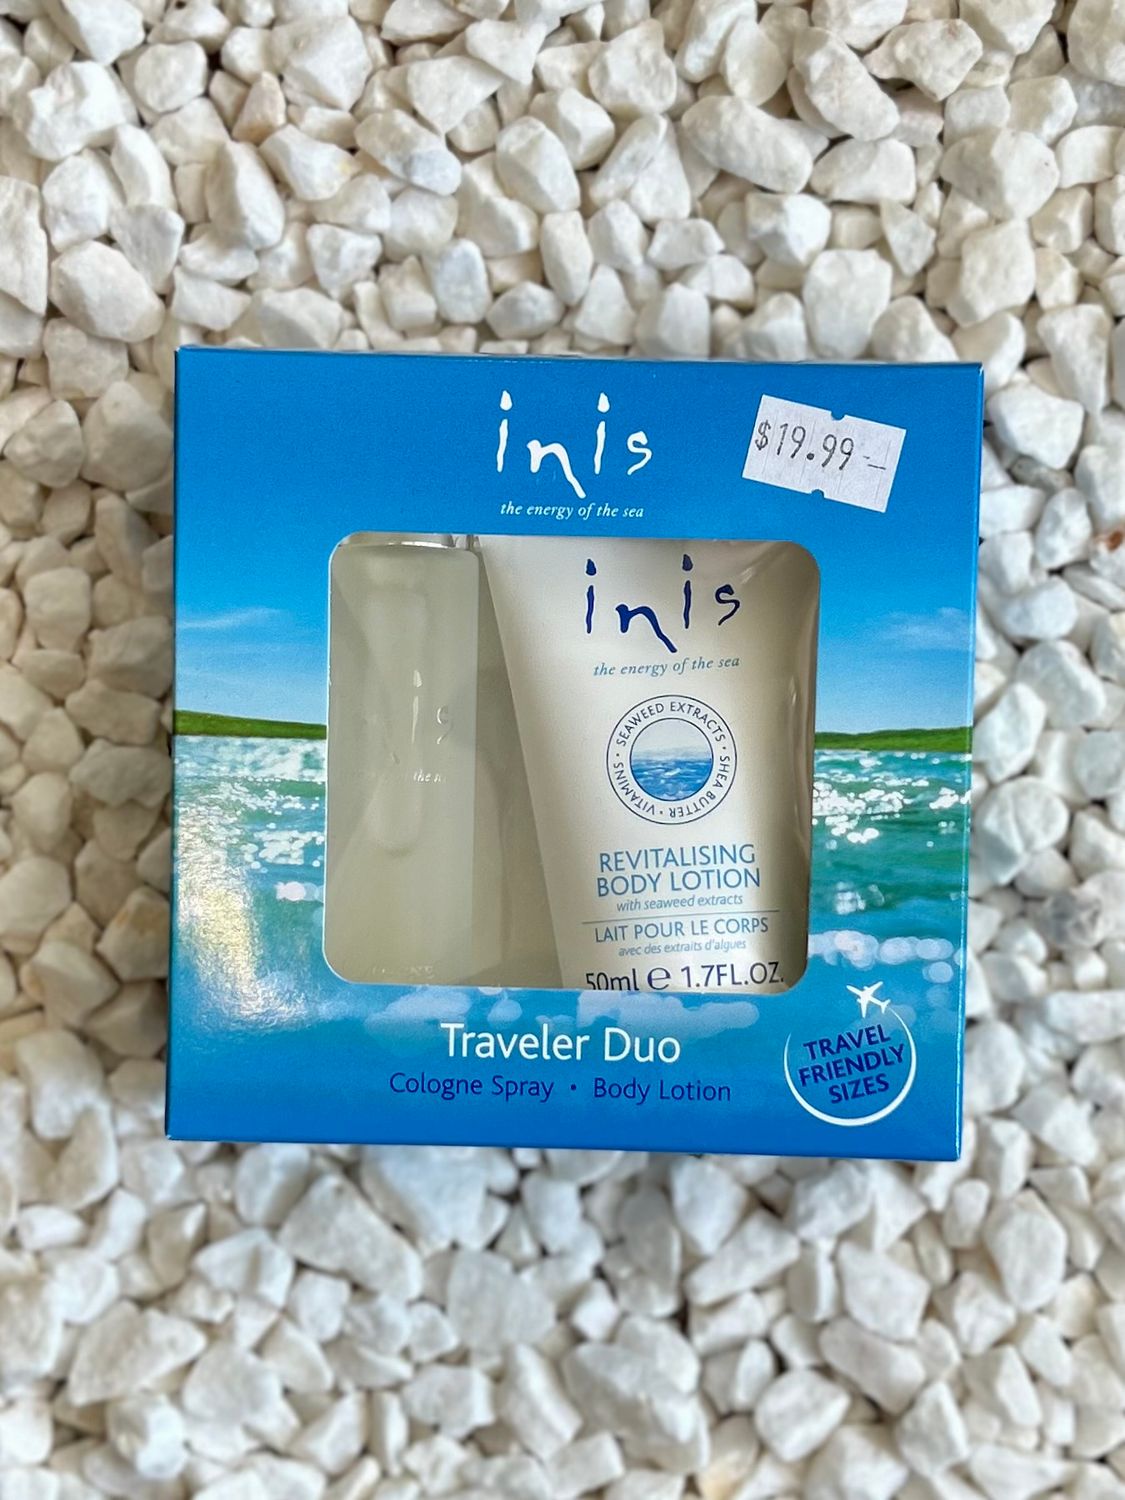 inis
the energy of the sea
$19.99
inis
the energy of the sea
SEAWEED EXTRACTS • SHEA BUTTER • VITAMINS •
REVITALISING
BODY LOTION
with seaweed extracts
LAIT POUR LE CORPS
avec des extraits d'algues
50ml e 1.7FL.OZ.
Traveler Duo
Cologne Spray • Body Lotion
TRAVEL
FRIENDLY
SIZES